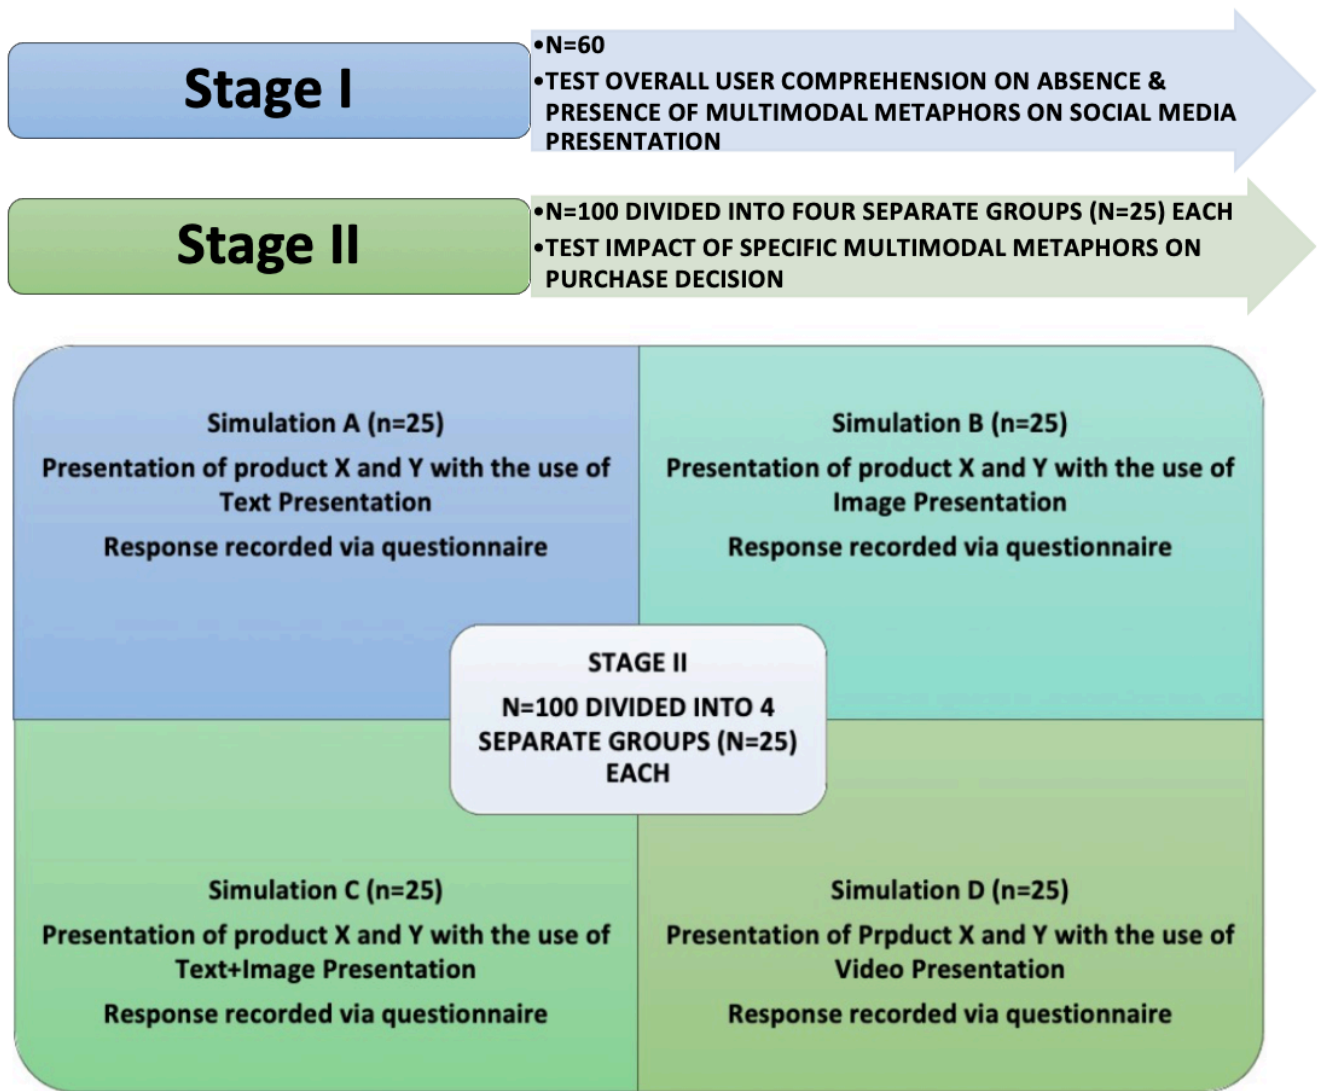 Stage I
•N=60
•TEST OVERALL USER COMPREHENSION ON ABSENCE &
PRESENCE OF MULTIMODAL METAPHORS ON SOCIAL MEDIA
PRESENTATION
Stage II
•N=100 DIVIDED INTO FOUR SEPARATE GROUPS (N=25) EACH
•TEST IMPACT OF SPECIFIC MULTIMODAL METAPHORS ON
PURCHASE DECISION
Simulation A (n=25)
Presentation of product X and Y with the use of
Text Presentation
Response recorded via questionnaire
Simulation B (n=25)
Presentation of product X and Y with the use of
Image Presentation
Response recorded via questionnaire
STAGE II
N=100 DIVIDED INTO 4
SEPARATE GROUPS (N=25)
EACH
Simulation C (n=25)
Presentation of product X and Y with the use of
Text+Image Presentation
Response recorded via questionnaire
Simulation D (n=25)
Presentation of Prpduct X and Y with the use of
Video Presentation
Response recorded via questionnaire